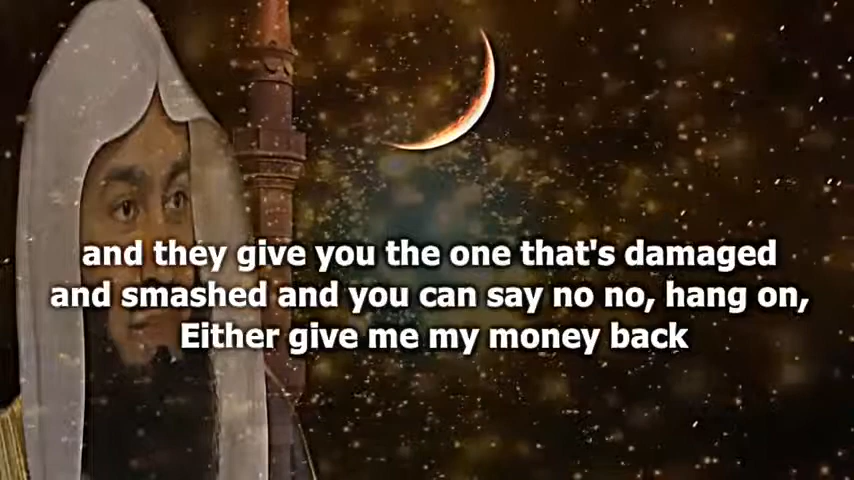 and they give you the one that's damaged
and smashed and you can say no no, hang on,
Either give me my money back